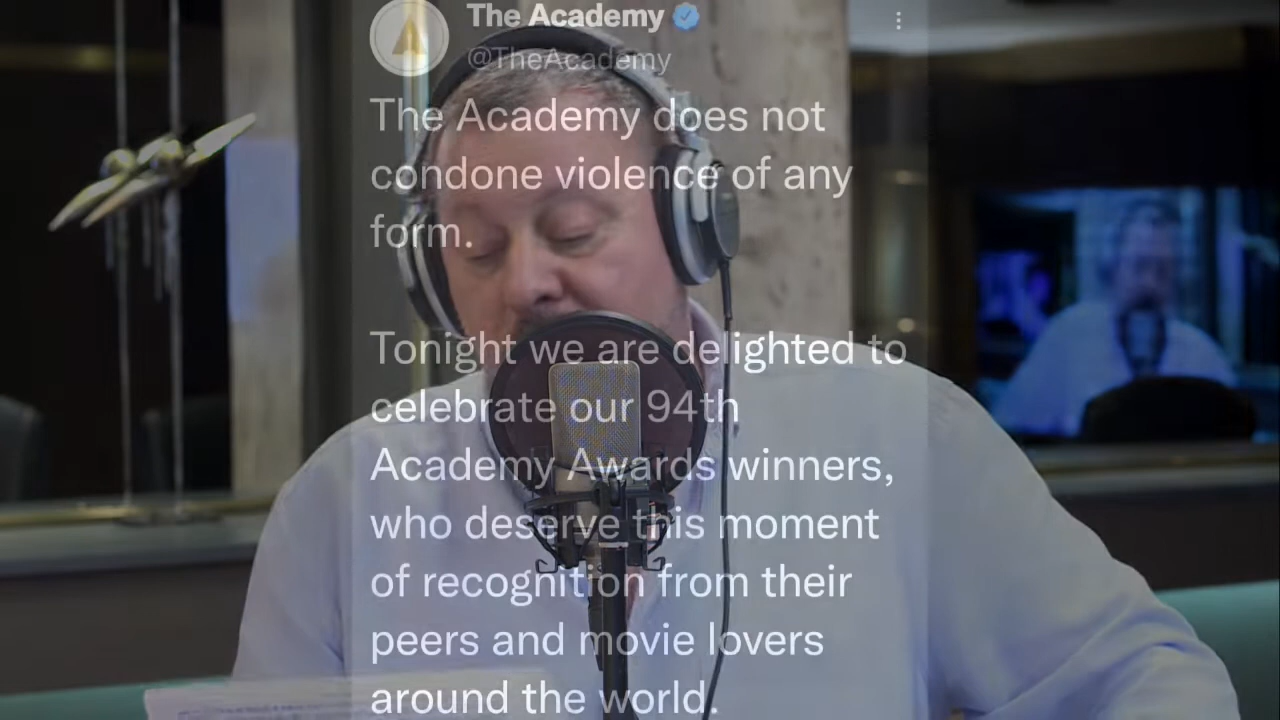 The Academy
@TheAcademy
The Academy does not
condone violence of any
form.
Tonight we are delighted to
celebrate our 94th
Academy Awards winners,
who deserve this moment
of recognition from their
peers and movie lovers
around the world.